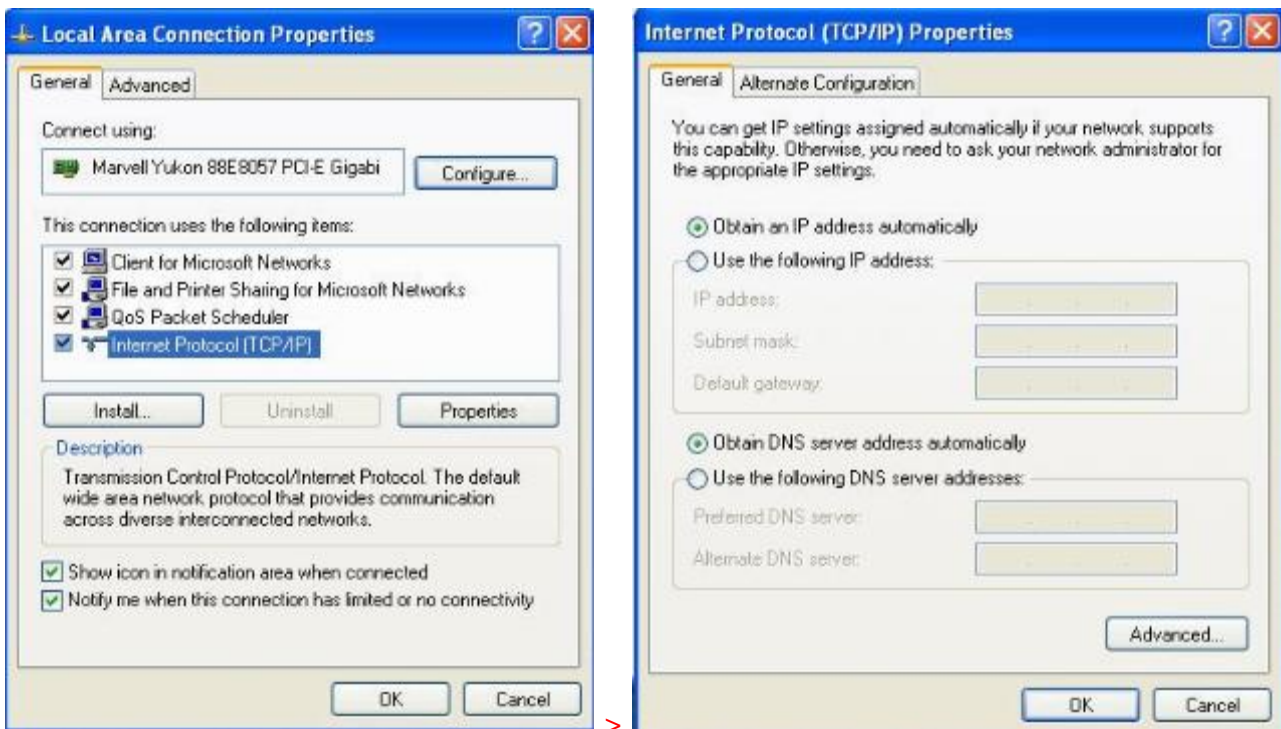 Local Area Connection Properties
General
Advanced
Connect using:
Marvell Yukon 88E8057 PCI-E Gigabi
Configure...
This connection uses the following items:
Client for Microsoft Networks
File and Printer Sharing for Microsoft Networks
QoS Packet Scheduler
Internet Protocol (TCP/IP)
Install...
Uninstall
Properties
Description
Transmission Control Protocol/Internet Protocol. The default
wide area network protocol that provides communication
across diverse interconnected networks.
Show icon in notification area when connected
Notify me when this connection has limited or no connectivity
OK
Cancel
>
Internet Protocol (TCP/IP) Properties
General
Alternate Configuration
You can get IP settings assigned automatically if your network supports
this capability. Otherwise, you need to ask your network administrator for
the appropriate IP settings.
Obtain an IP address automatically
Use the following IP address:
IP address:
Subnet mask:
Default gateway:
Obtain DNS server address automatically
Use the following DNS server addresses:
Preferred DNS server:
Alternate DNS server:
Advanced...
OK
Cancel